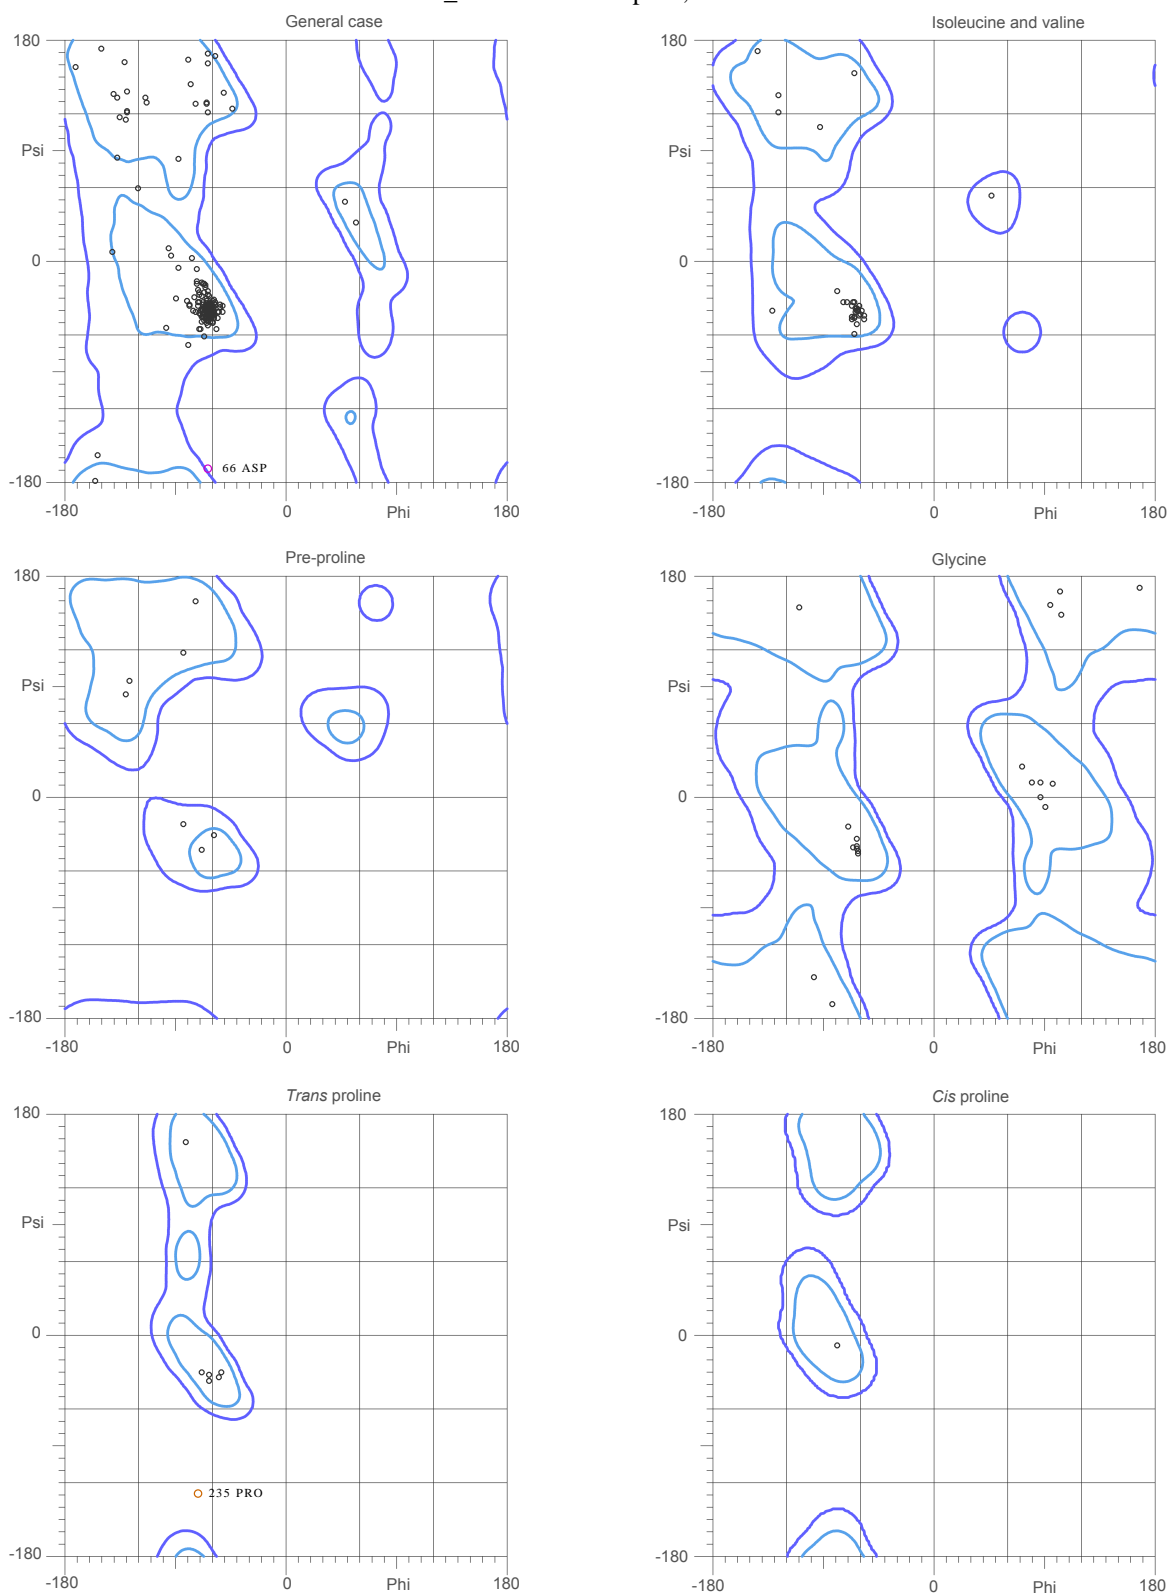 General case
Isoleucine and valine
180
180
Psi
Psi
0
0
66 ASP
-180
-180
-180
0
Phi
180
-180
0
Phi
180
Pre-proline
Glycine
180
180
Psi
Psi
0
0
-180
-180
-180
0
Phi
180
-180
0
Phi
180
Trans proline
Cis proline
180
180
Psi
Psi
0
0
235 PRO
-180
-180
-180
0
Phi
180
-180
0
Phi
180